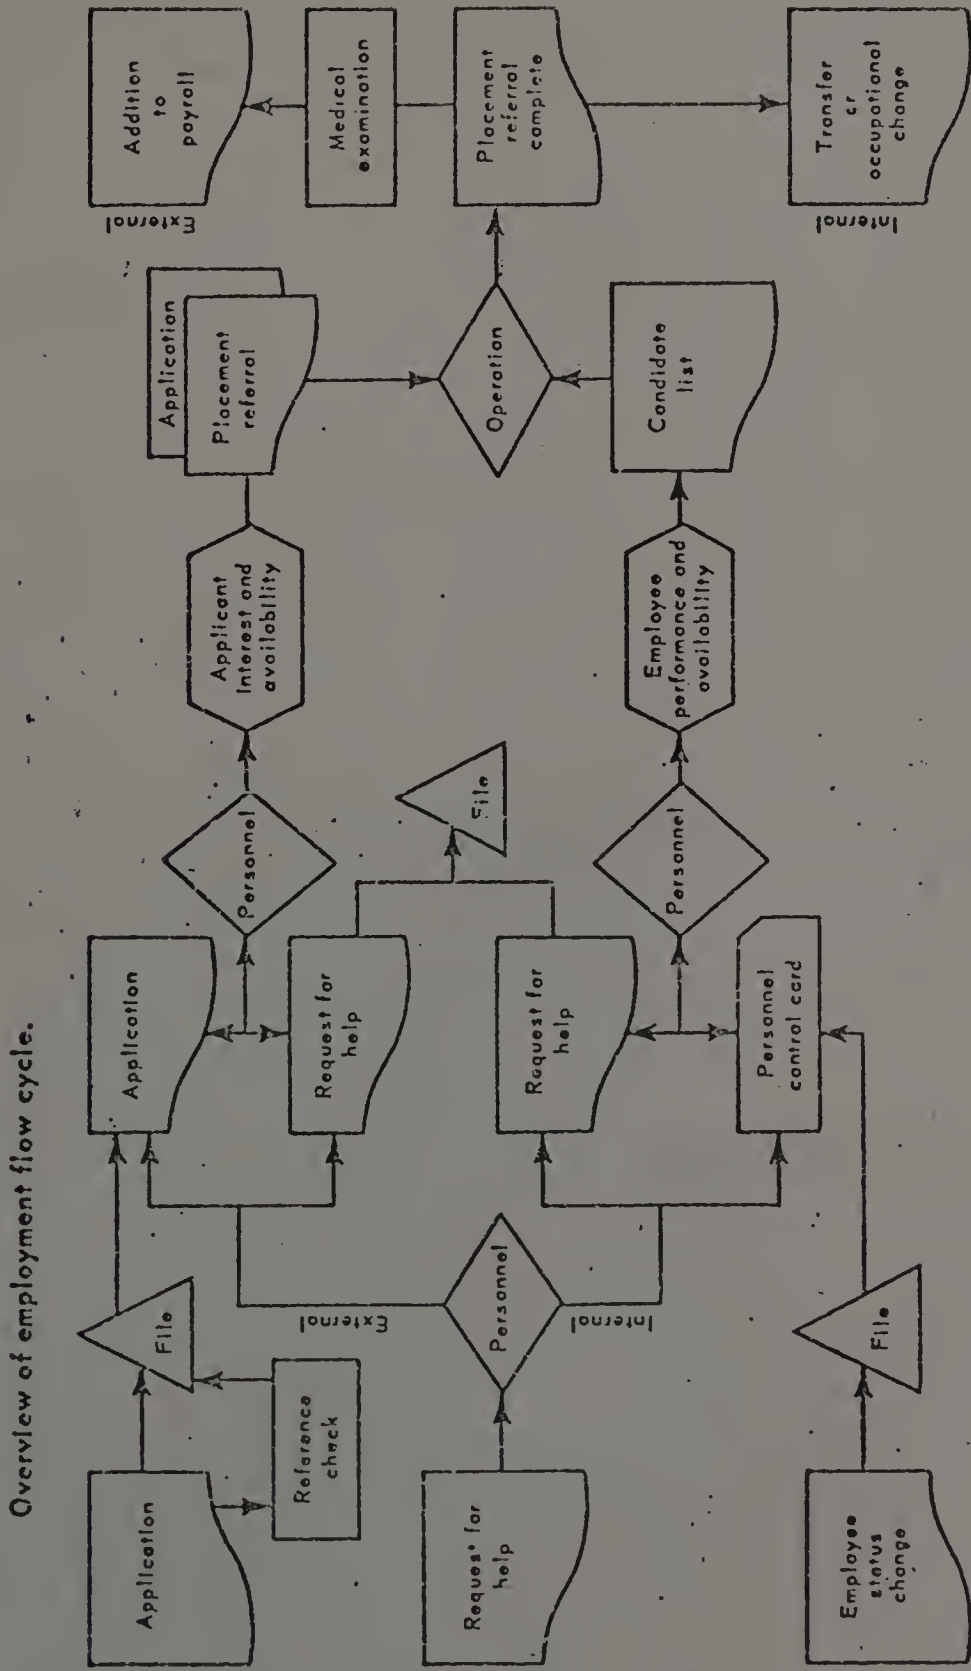 Overview of employment flow cycle.
Application
Reference
check
File
Application
Request for
help
External
Personnel
Internal
Request for
help
Request for
help
Personnel
control card
Employee
status
change
File
Personnel
File
Personnel
Applicant
Interest and
availability
Employee
performance and
availability
Application
Placement
referral
Operation
Candidate
list
External
Addition
to
payroll
Medical
examination
Placement
referral
complete
Internal
Transfer
or
occupational
change